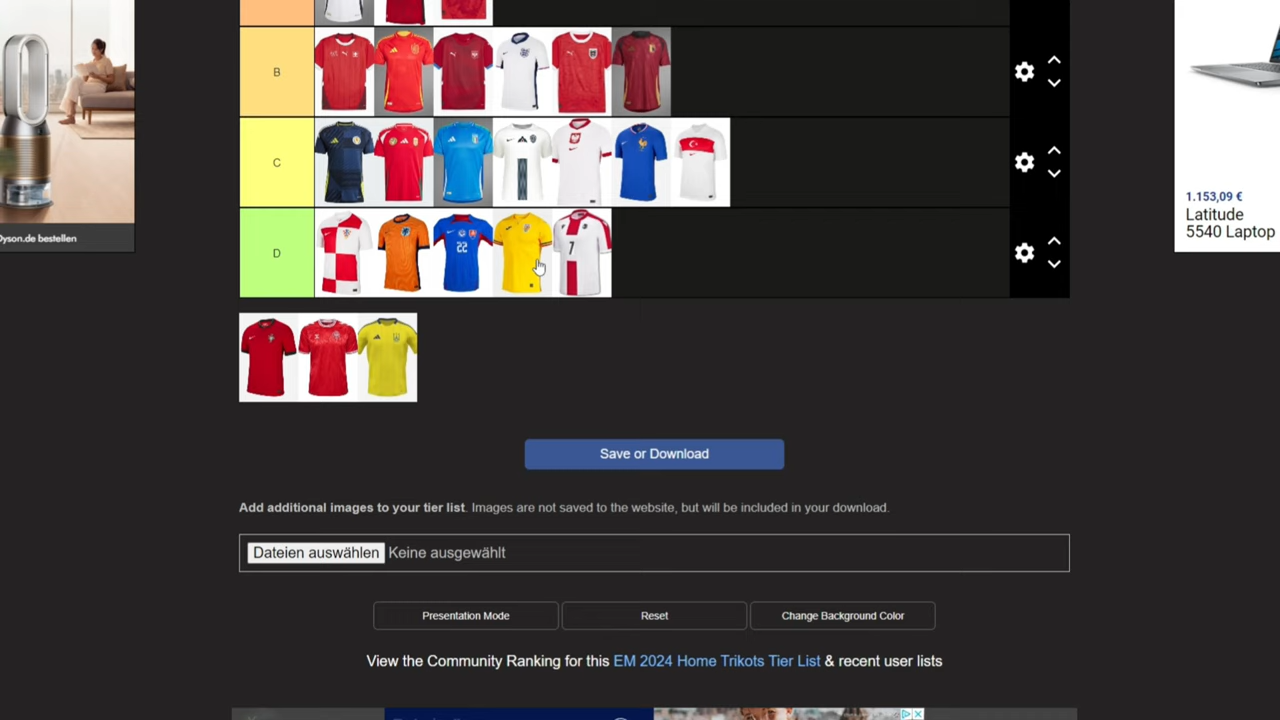 B
C
D
22
7
Dyson.de bestellen
1.153,09 €
Latitude
5540 Laptop
Save or Download
Add additional images to your tier list. Images are not saved to the website, but will be included in your download.
Dateien auswählen Keine ausgewählt
Presentation Mode
Reset
Change Background Color
View the Community Ranking for this EM 2024 Home Trikots Tier List & recent user lists